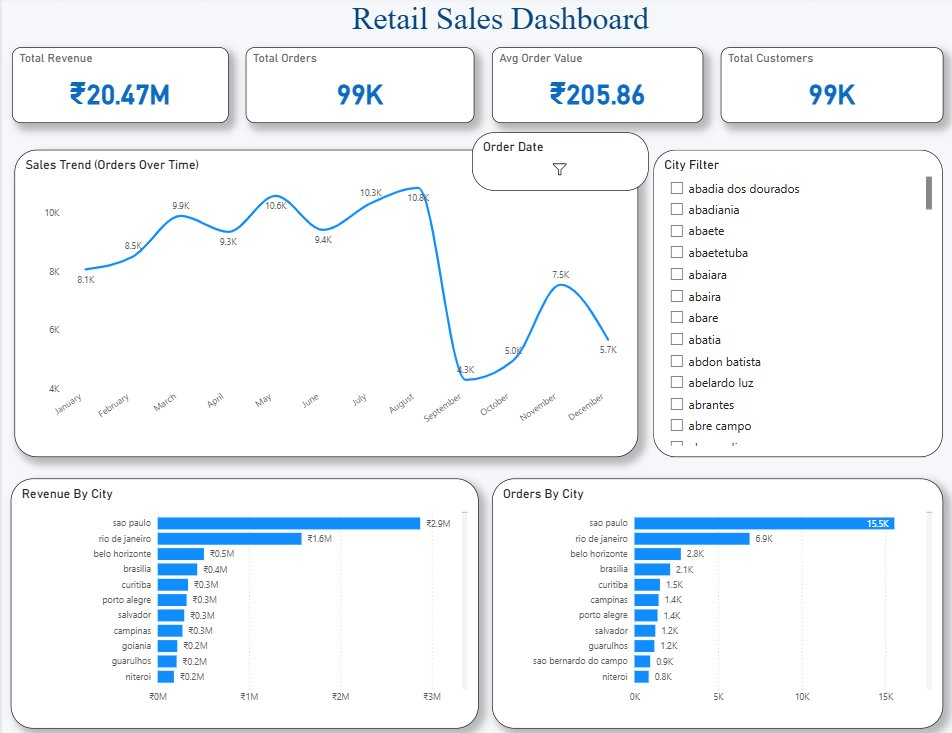 Retail Sales Dashboard
Total Revenue
₹20.47M
Total Orders
99K
Avg Order Value
₹205.86
Total Customers
99K
Sales Trend (Orders Over Time)
10K
8K
6K
4K
8.1K
8.5K
9.9K
9.3K
10.6K
9.4K
10.3K
10.8K
4.3K
5.0K
7.5K
5.7K
January
February
March
April
May
June
July
August
September
October
November
December
Order Date
City Filter
abadia dos dourados
abadiania
abaete
abaetetuba
abaiara
abaira
abare
abatia
abdon batista
abelardo luz
abrantes
abre campo
Revenue By City
sao paulo ₹2.9M
rio de janeiro ₹1.6M
belo horizonte ₹0.5M
brasilia ₹0.4M
curitiba ₹0.3M
porto alegre ₹0.3M
salvador ₹0.3M
campinas ₹0.3M
goiania ₹0.2M
guarulhos ₹0.2M
niteroi ₹0.2M
₹0M ₹1M ₹2M ₹3M
Orders By City
sao paulo 15.5K
rio de janeiro 6.9K
belo horizonte 2.8K
brasilia 2.1K
curitiba 1.5K
campinas 1.4K
porto alegre 1.4K
salvador 1.2K
guarulhos 1.2K
sao bernardo do campo 0.9K
niteroi 0.8K
0K 5K 10K 15K